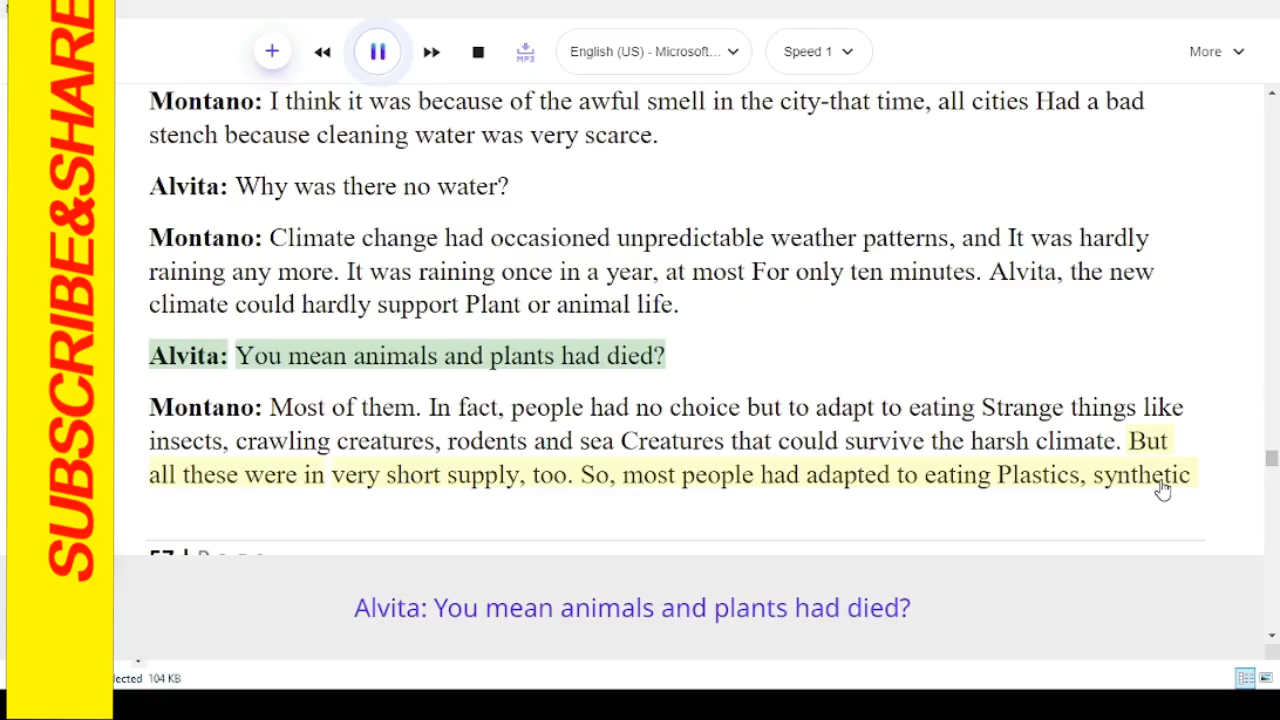 SUBSCRIBE&SHARE
MP3
English (US) - Microsoft...
Speed 1
More
Montano: I think it was because of the awful smell in the city-that time, all cities Had a bad
stench because cleaning water was very scarce.
Alvita: Why was there no water?
Montano: Climate change had occasioned unpredictable weather patterns, and It was hardly
raining any more. It was raining once in a year, at most For only ten minutes. Alvita, the new
climate could hardly support Plant or animal life.
Alvita: You mean animals and plants had died?
Montano: Most of them. In fact, people had no choice but to adapt to eating Strange things like
insects, crawling creatures, rodents and sea Creatures that could survive the harsh climate. But
all these were in very short supply, too. So, most people had adapted to eating Plastics, synthetic
57 | Page
Alvita: You mean animals and plants had died?
lected 104 KB